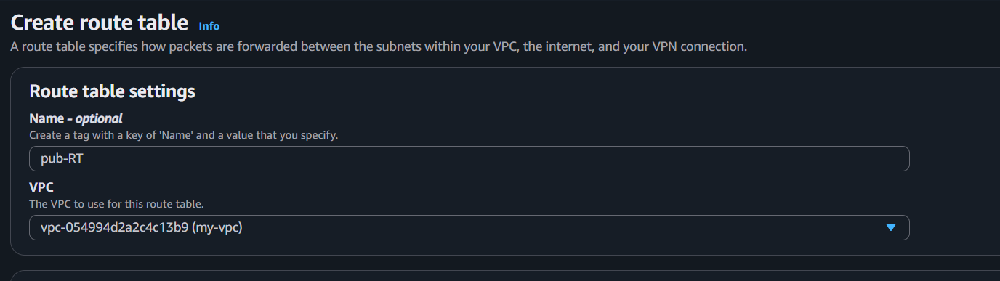 Create route table Info
A route table specifies how packets are forwarded between the subnets within your VPC, the internet, and your VPN connection.
Route table settings
Name - optional
Create a tag with a key of 'Name' and a value that you specify.
pub-RT
VPC
The VPC to use for this route table.
vpc-054994d2a2c4c13b9 (my-vpc)